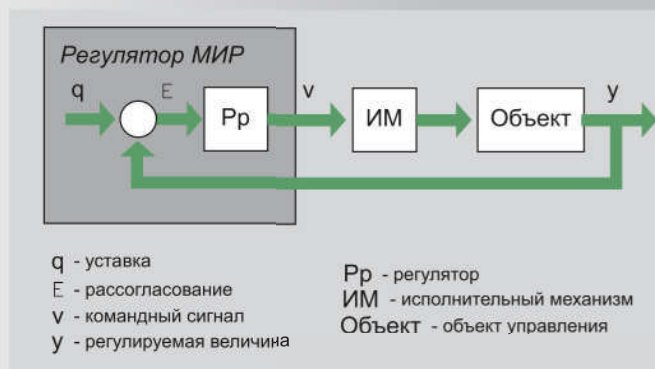 Регулятор МИР
q
E
v
y
Рр
ИМ
Объект
q - уставка
E - рассогласование
v - командный сигнал
y - регулируемая величина
Рр - регулятор
ИМ - исполнительный механизм
Объект - объект управления